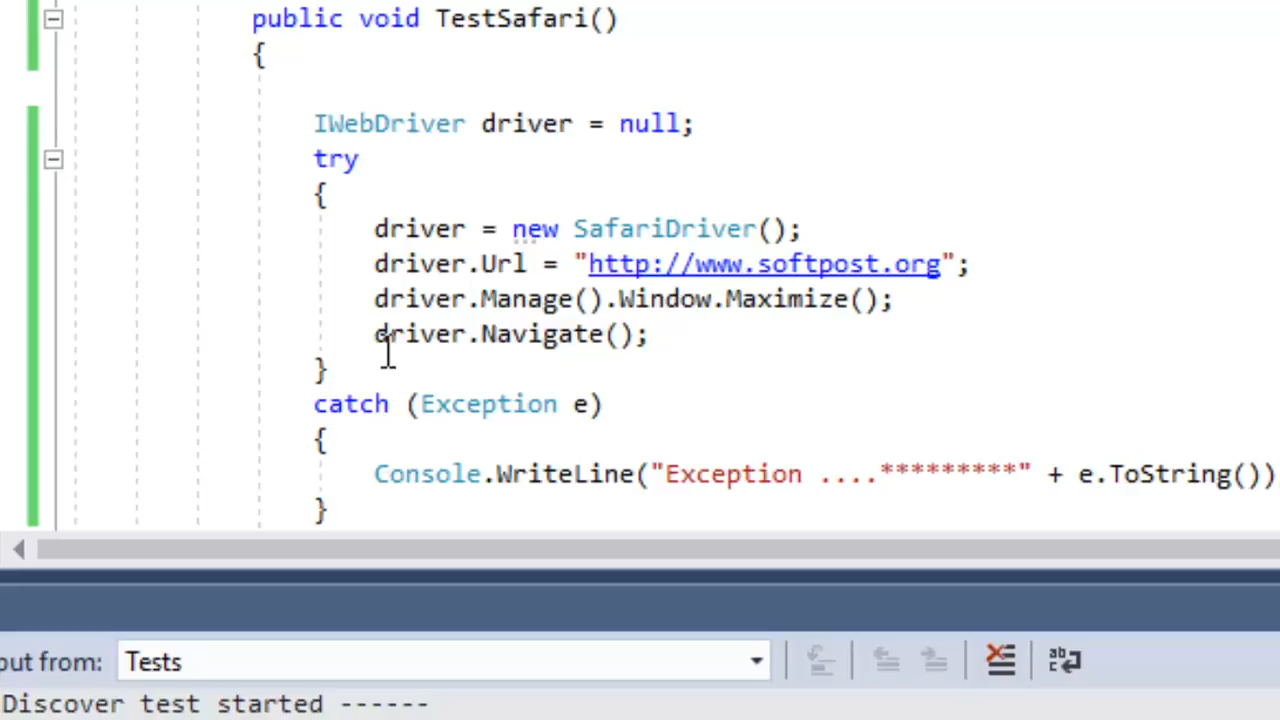 public void TestSafari()
{
IWebDriver driver = null;
try
{
driver = new SafariDriver();
driver.Url = "http://www.softpost.org";
driver.Manage().Window.Maximize();
driver.Navigate();
}
catch (Exception e)
{
Console.WriteLine("Exception ....*********" + e.ToString())
}
put from: Tests
Discover test started ------